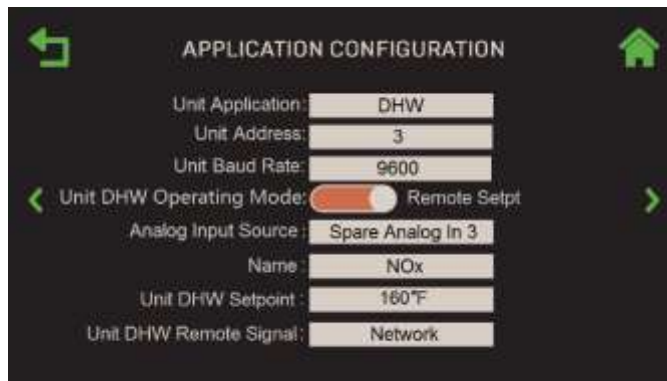 APPLICATION CONFIGURATION
Unit Application: DHW
Unit Address: 3
Unit Baud Rate: 9600
Unit DHW Operating Mode: Remote Setpt
Analog Input Source : Spare Analog In 3
Name : NOx
Unit DHW Setpoint : 160°F
Unit DHW Remote Signal: Network